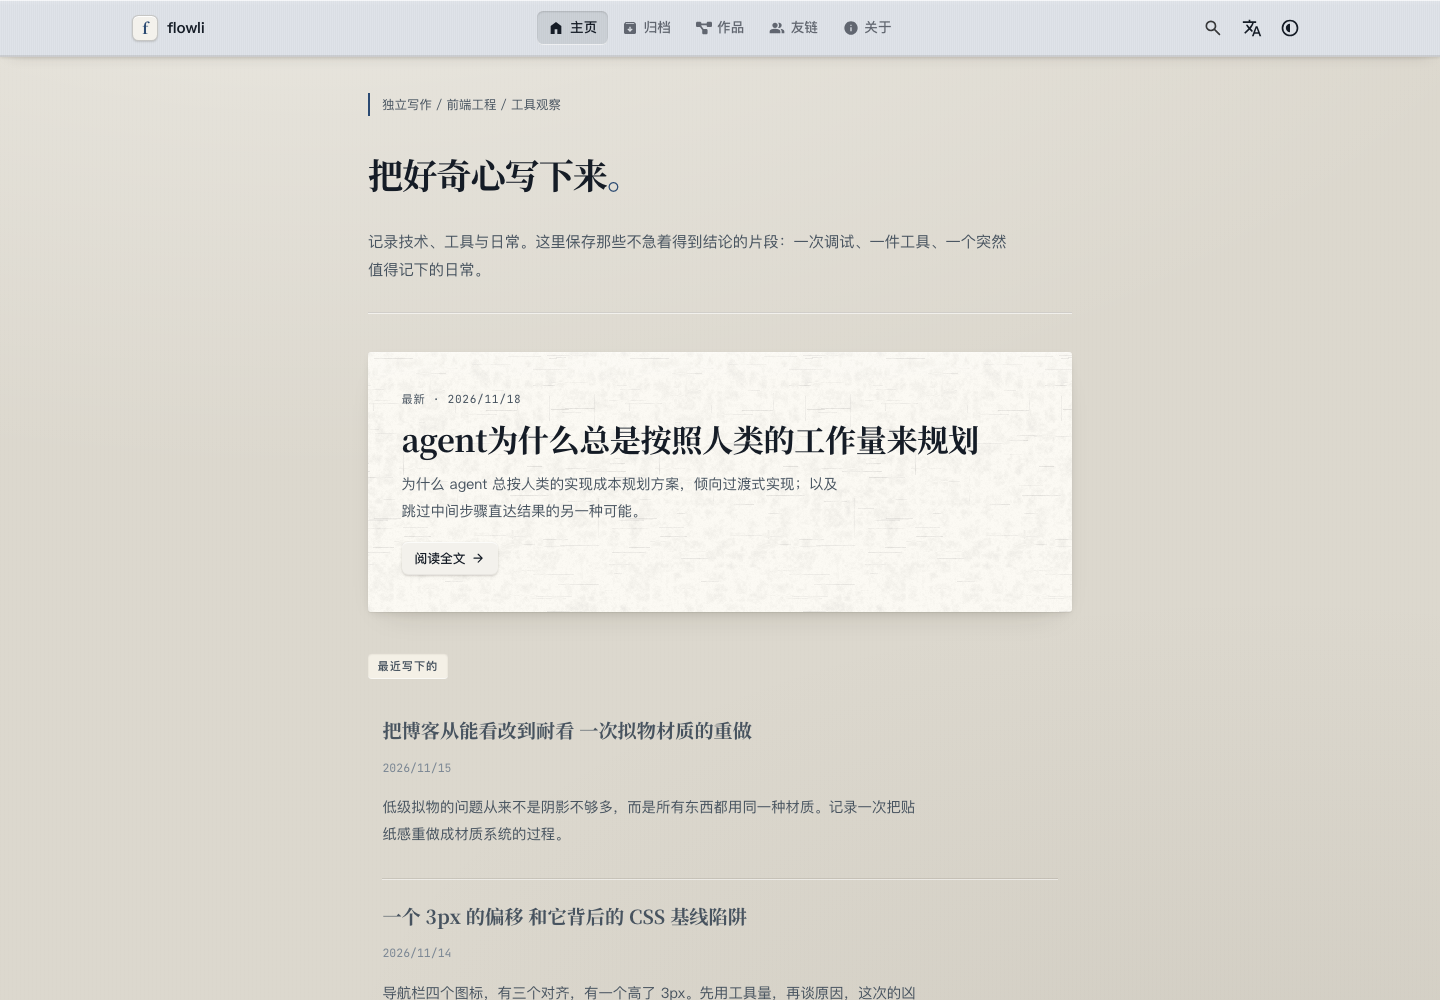 f flowli
主页
归档
作品
友链
关于
独立写作 / 前端工程 / 工具观察
把好奇心写下来。
记录技术、工具与日常。这里保存那些不急着得到结论的片段：一次调试、一件工具、一个突然
值得记下的日常。
最新 · 2026/11/18
agent为什么总是按照人类的工作量来规划
为什么 agent 总按人类的实现成本规划方案，倾向过渡式实现；以及
跳过中间步骤直达结果的另一种可能。
阅读全文 →
最近写下的
把博客从能看改到耐看 一次拟物材质的重做
2026/11/15
低级拟物的问题从来不是阴影不够多，而是所有东西都用同一种材质。记录一次把贴
纸感重做成材质系统的过程。
一个 3px 的偏移 和它背后的 CSS 基线陷阱
2026/11/14
导航栏四个图标，有三个对齐，有一个高了 3px。先用工具量，再谈原因，这次的凶